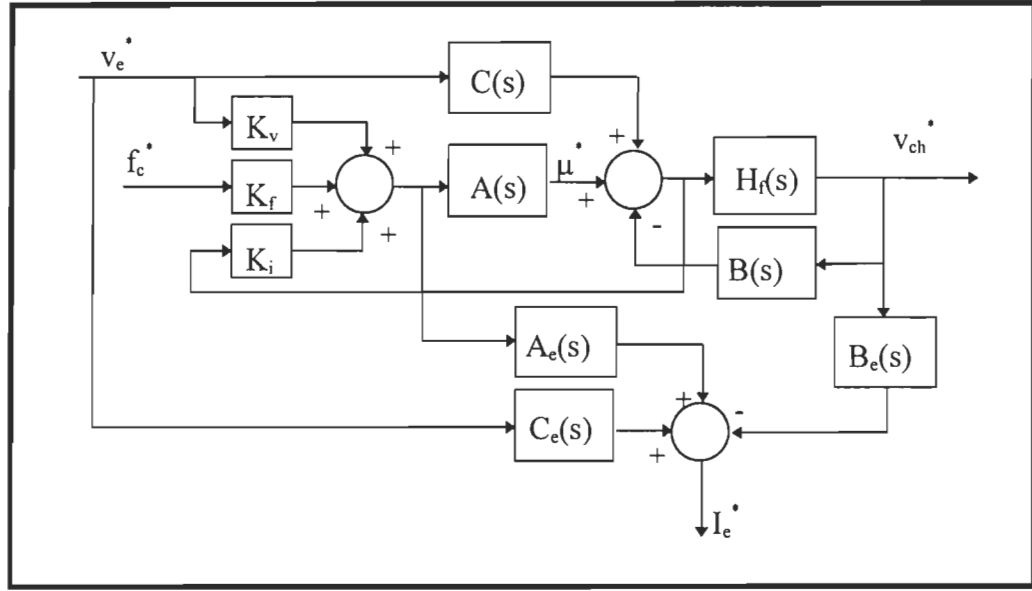 v_e^*
C(s)
K_v
+
+
f_c^*
K_f
A(s)
μ^*
H_f(s)
v_ch^*
+
+
+
-
K_i
B(s)
A_e(s)
B_e(s)
+
-
C_e(s)
+
I_e^*